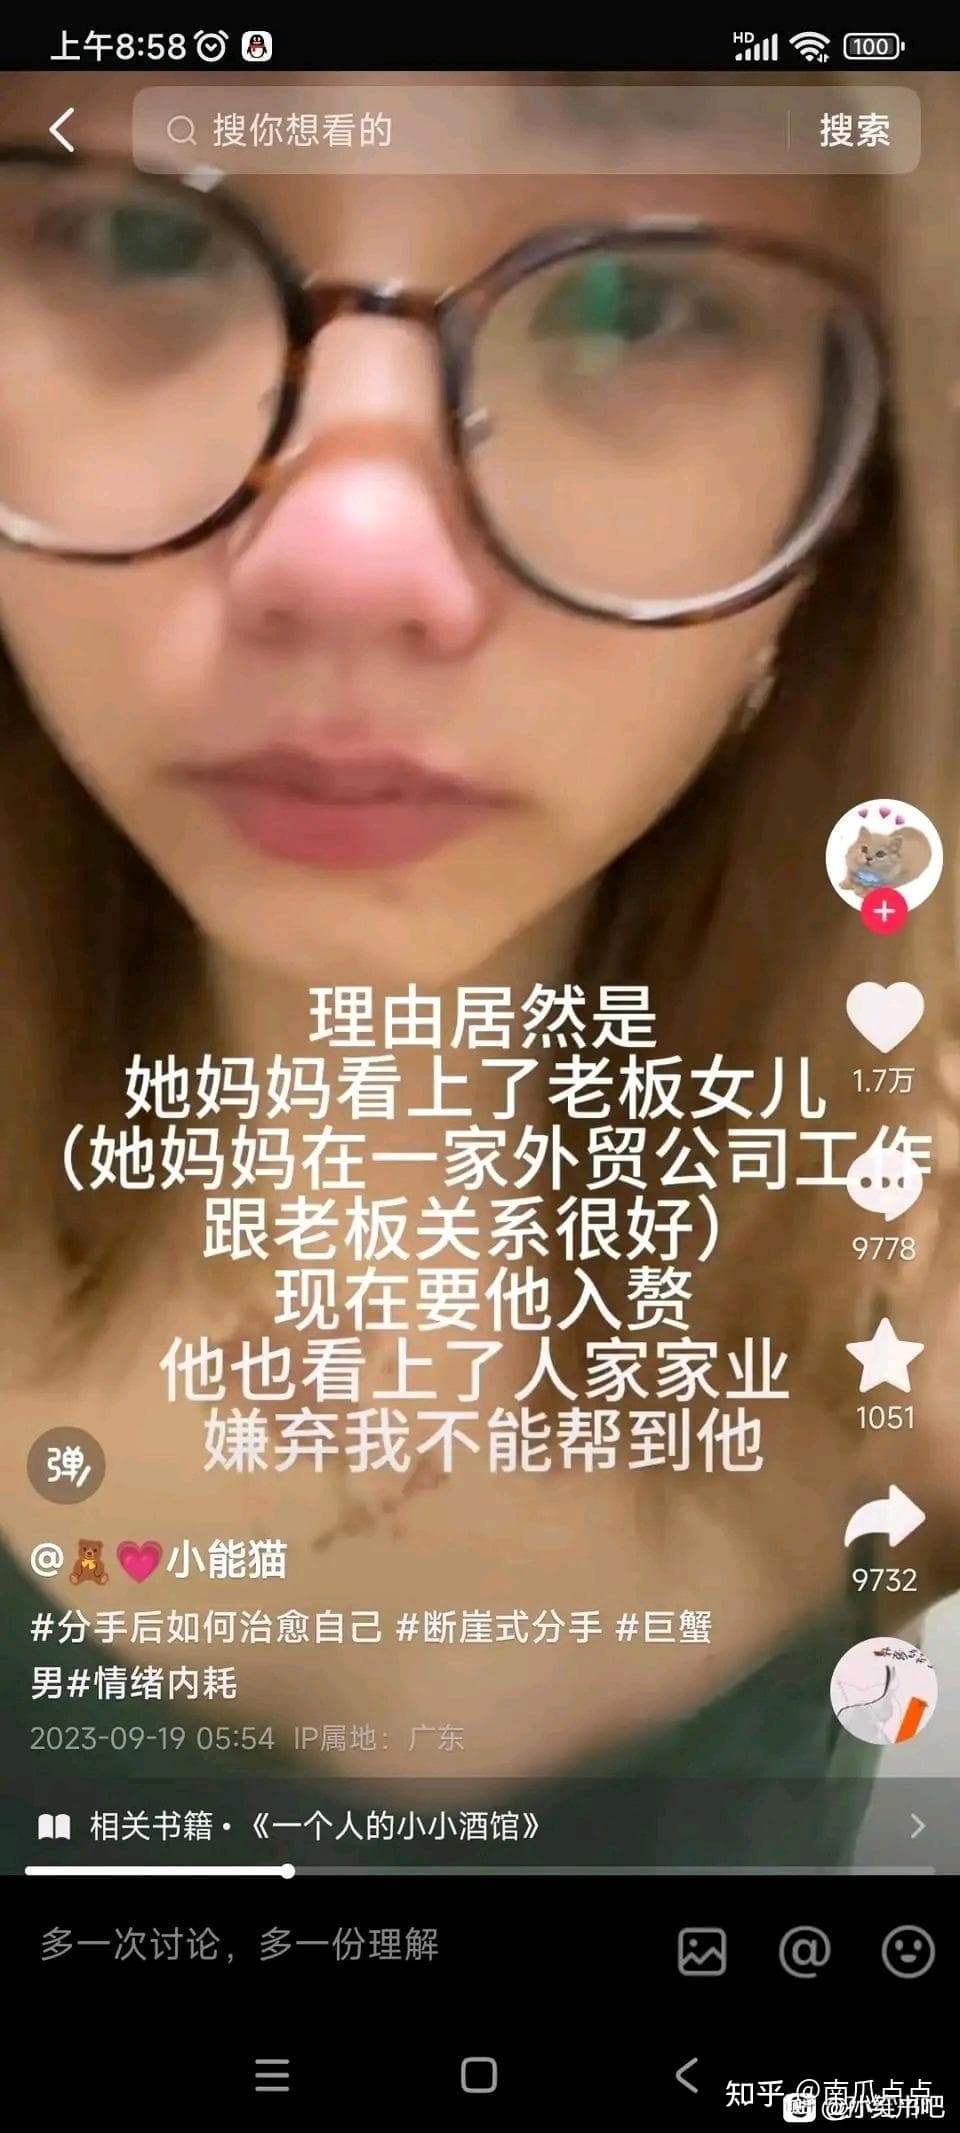 上午8:58
HD
100
搜你想看的
搜索
理由居然是
她妈妈看上了老板女儿
（她妈妈在一家外贸公司工作
跟老板关系很好）
现在要他入赘
他也看上了人家家业
嫌弃我不能帮到他
1.7万
9778
1051
9732
弹
@🧸💗小能猫
#分手后如何治愈自己 #断崖式分手 #巨蟹
男#情绪内耗
2023-09-19 05:54 IP属地：广东
相关书籍·《一个人的小小酒馆》
多一次讨论，多一份理解
知乎 @南瓜点点